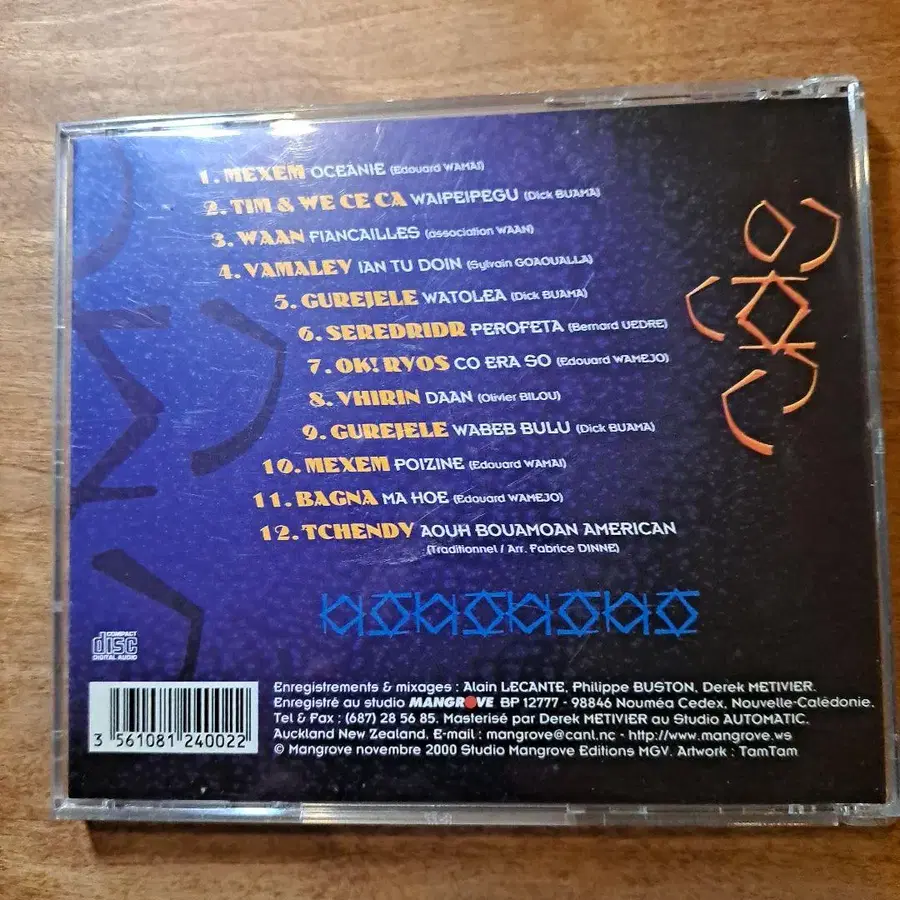 1. MEXEM OCEANIE (Edouard WAMAI)
2. TIM & WE CE CA WAIPEIPEGU (Dick BUAMA)
3. WAAN FIANCAILLES (association WAAN)
4. VAMALEY IAN TU DOIN (Sylvain GOAOUALLA)
5. GUREJELE WATOLEA (Dick BUAMA)
6. SEREDRIDR PEROFETA (Bernard UEDRE)
7. OK! RYOS CO ERA SO (Edouard WAMEJO)
8. VHIRIN DAAN (Olivier BILOU)
9. GUREJELE WABEB BULU (Dick BUAMA)
10. MEXEM POIZINE (Edouard WAMAI)
11. BAGNA MA HOE (Edouard WAMEJO)
12. TCHENDY AOUH BOUAMOAN AMERICAN
(Traditionnel / Arr. Fabrice DINNE)
COMPACT
disc
DIGITAL AUDIO
3 561081 240022
Enregistrements & mixages : Alain LECANTE, Philippe BUSTON, Derek METIVIER.
Enregistré au studio MANGROVE BP 12777 - 98846 Nouméa Cedex, Nouvelle-Calédonie.
Tel & Fax : (687) 28 56 85. Masterisé par Derek METIVIER au Studio AUTOMATIC.
Auckland New Zealand. E-mail : mangrove@canl.nc - http://www.mangrove.ws
© Mangrove novembre 2000 Studio Mangrove Editions MGV. Artwork : TamTam